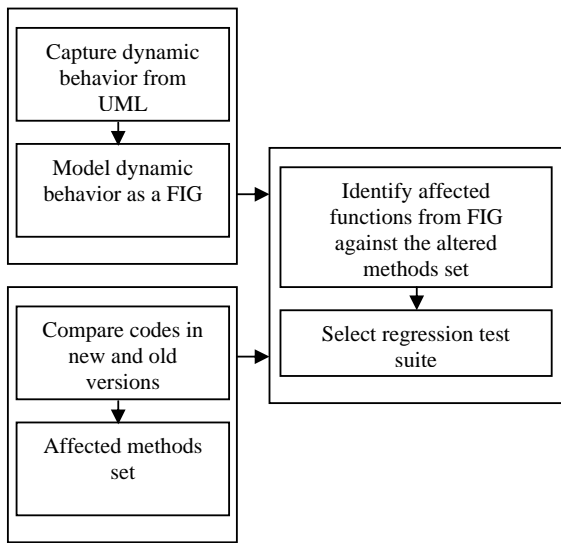 Capture dynamic
behavior from
UML
Model dynamic
behavior as a FIG
Compare codes in
new and old
versions
Affected methods
set
Identify affected
functions from FIG
against the altered
methods set
Select regression test
suite